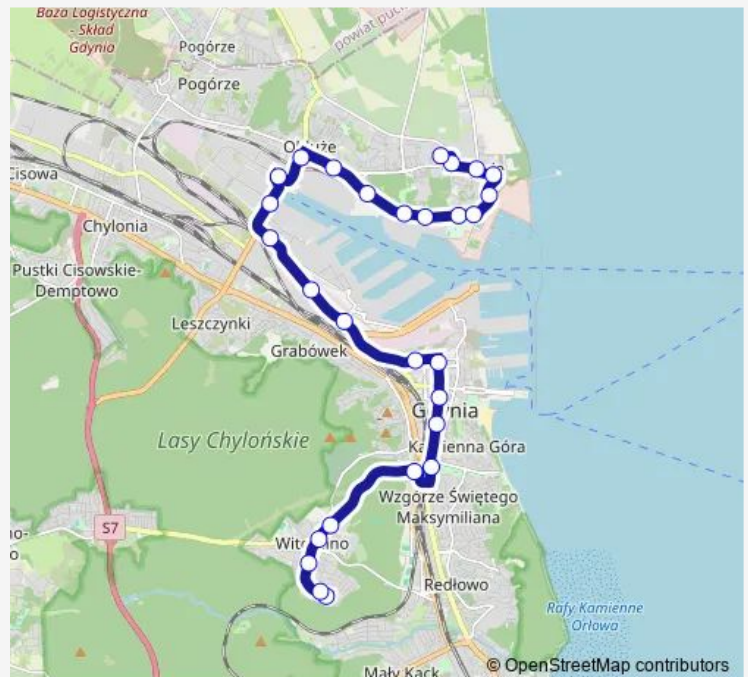 Baza Logistyczna
- Skład
Gdynia
powiat puc
Pogórze
Pogórze
Cisowa
Chylonia
Pustki Cisowskie-
Demptowo
Leszczynki
Grabówek
Lasy Chylońskie
Kamienna Góra
Wzgórze Świętego
Maksymiliana
S7
no-
o
Redłowo
Rafy Kamienne
Orłowa
Mały Kack
© OpenStreetMap contributors